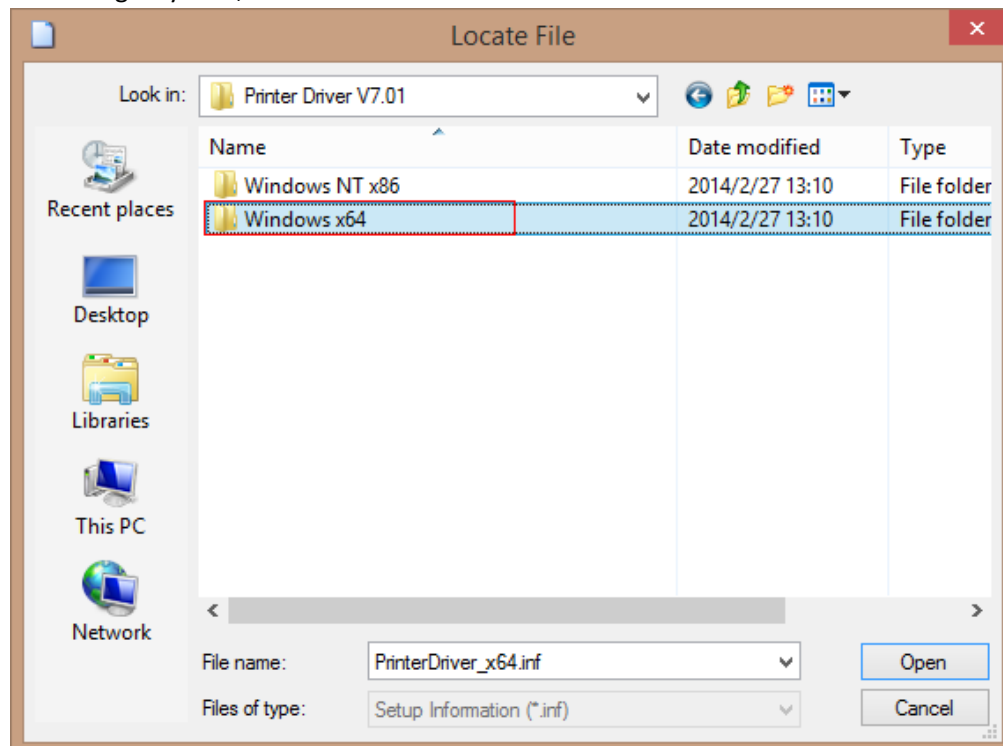 Locate File
Look in: Printer Driver V7.01
Name Date modified Type
Windows NT x86 2014/2/27 13:10 File folder
Windows x64 2014/2/27 13:10 File folder
Recent places
Desktop
Libraries
This PC
Network
File name: PrinterDriver_x64.inf Open
Files of type: Setup Information (*.inf) Cancel